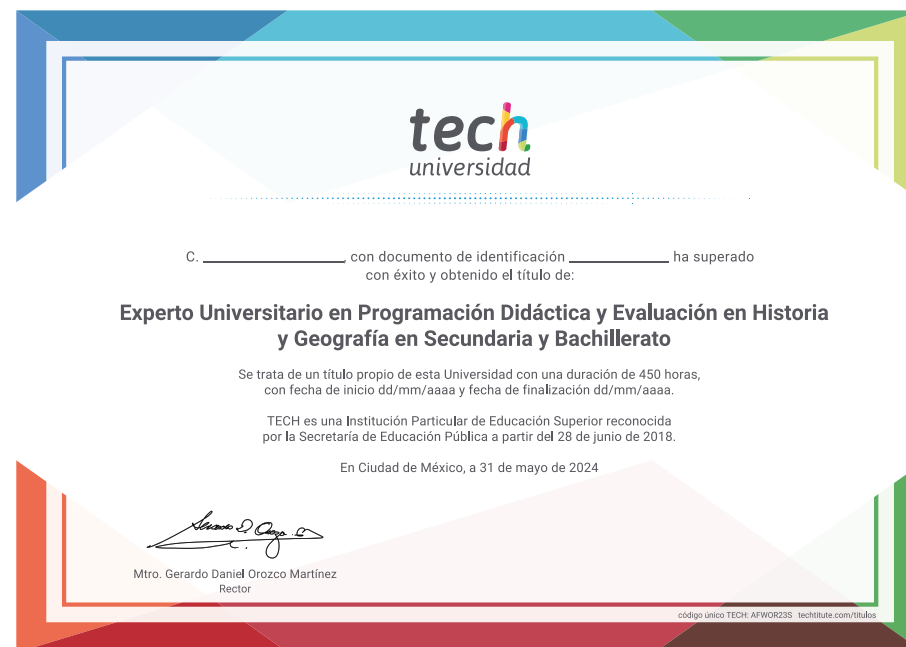 tech
universidad
C. ____________________, con documento de identificación ______________ ha superado
con éxito y obtenido el título de:
Experto Universitario en Programación Didáctica y Evaluación en Historia
y Geografía en Secundaria y Bachillerato
Se trata de un título propio de esta Universidad con una duración de 450 horas,
con fecha de inicio dd/mm/aaaa y fecha de finalización dd/mm/aaaa.
TECH es una Institución Particular de Educación Superior reconocida
por la Secretaría de Educación Pública a partir del 28 de junio de 2018.
En Ciudad de México, a 31 de mayo de 2024
Mtro. Gerardo Daniel Orozco Martínez
Rector
código único TECH: AFWOR23S techtitute.com/titulos